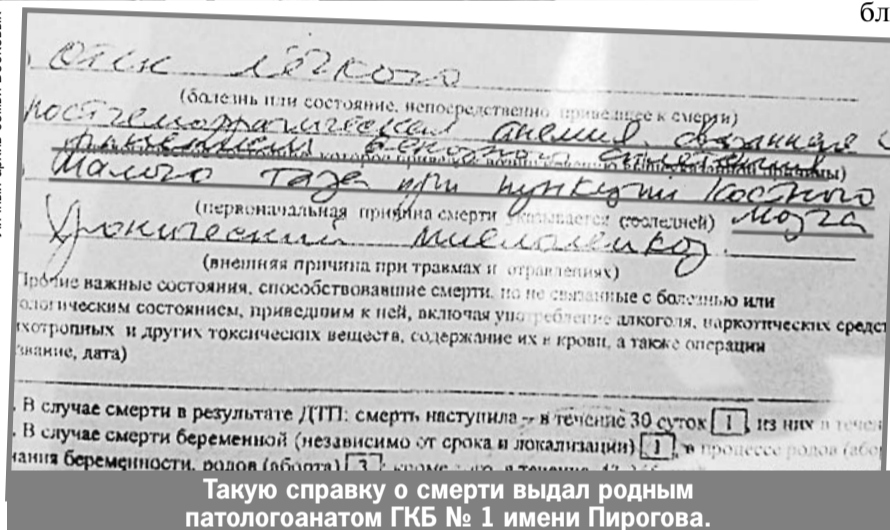 бл
Отек лёгкого
(болезнь или состояние, непосредственно приведшее к смерти)
постгеморрагическая анемия, связанная с
ранением венозного сплетения
малого таза при пункции костного
(первоначальная причина смерти указывается последней) мозга
Хронический миелолейкоз.
(внешняя причина при травмах и отравлениях)
Прочие важные состояния, способствовавшие смерти, но не связанные с болезнью или
ологическим состоянием, приведшим к ней, включая употребление алкоголя, наркотических средст
ихотропных и других токсических веществ, содержание их в крови, а также операции
звание, дата)
. В случае смерти в результате ДТП: смерть наступила – в течение 30 суток 1, из них в течен
. В случае смерти беременной (независимо от срока и локализации) 1, в процессе родов (або
чания беременности, родов (аборта) 3;
Такую справку о смерти выдал родным
патологоанатом ГКБ № 1 имени Пирогова.